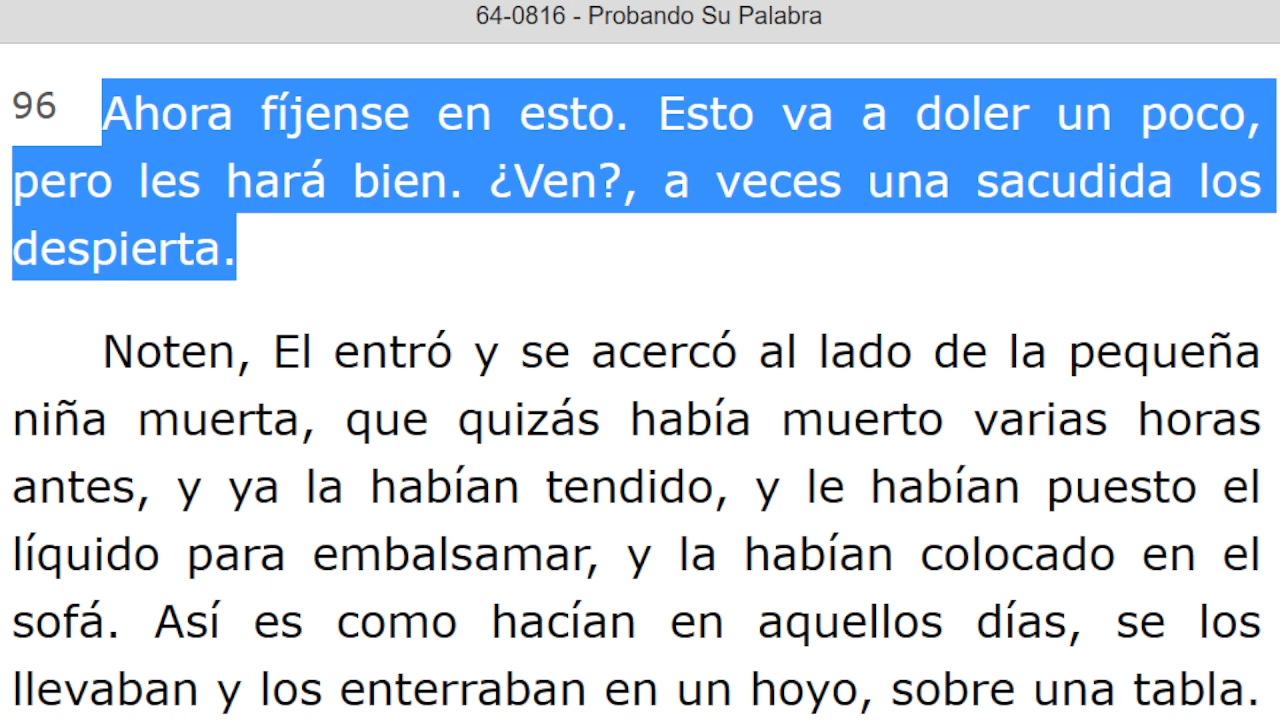 64-0816 - Probando Su Palabra
96 Ahora fíjense en esto. Esto va a doler un poco,
pero les hará bien. ¿Ven?, a veces una sacudida los
despierta.
Noten, El entró y se acercó al lado de la pequeña
niña muerta, que quizás había muerto varias horas
antes, y ya la habían tendido, y le habían puesto el
líquido para embalsamar, y la habían colocado en el
sofá. Así es como hacían en aquellos días, se los
llevaban y los enterraban en un hoyo, sobre una tabla.